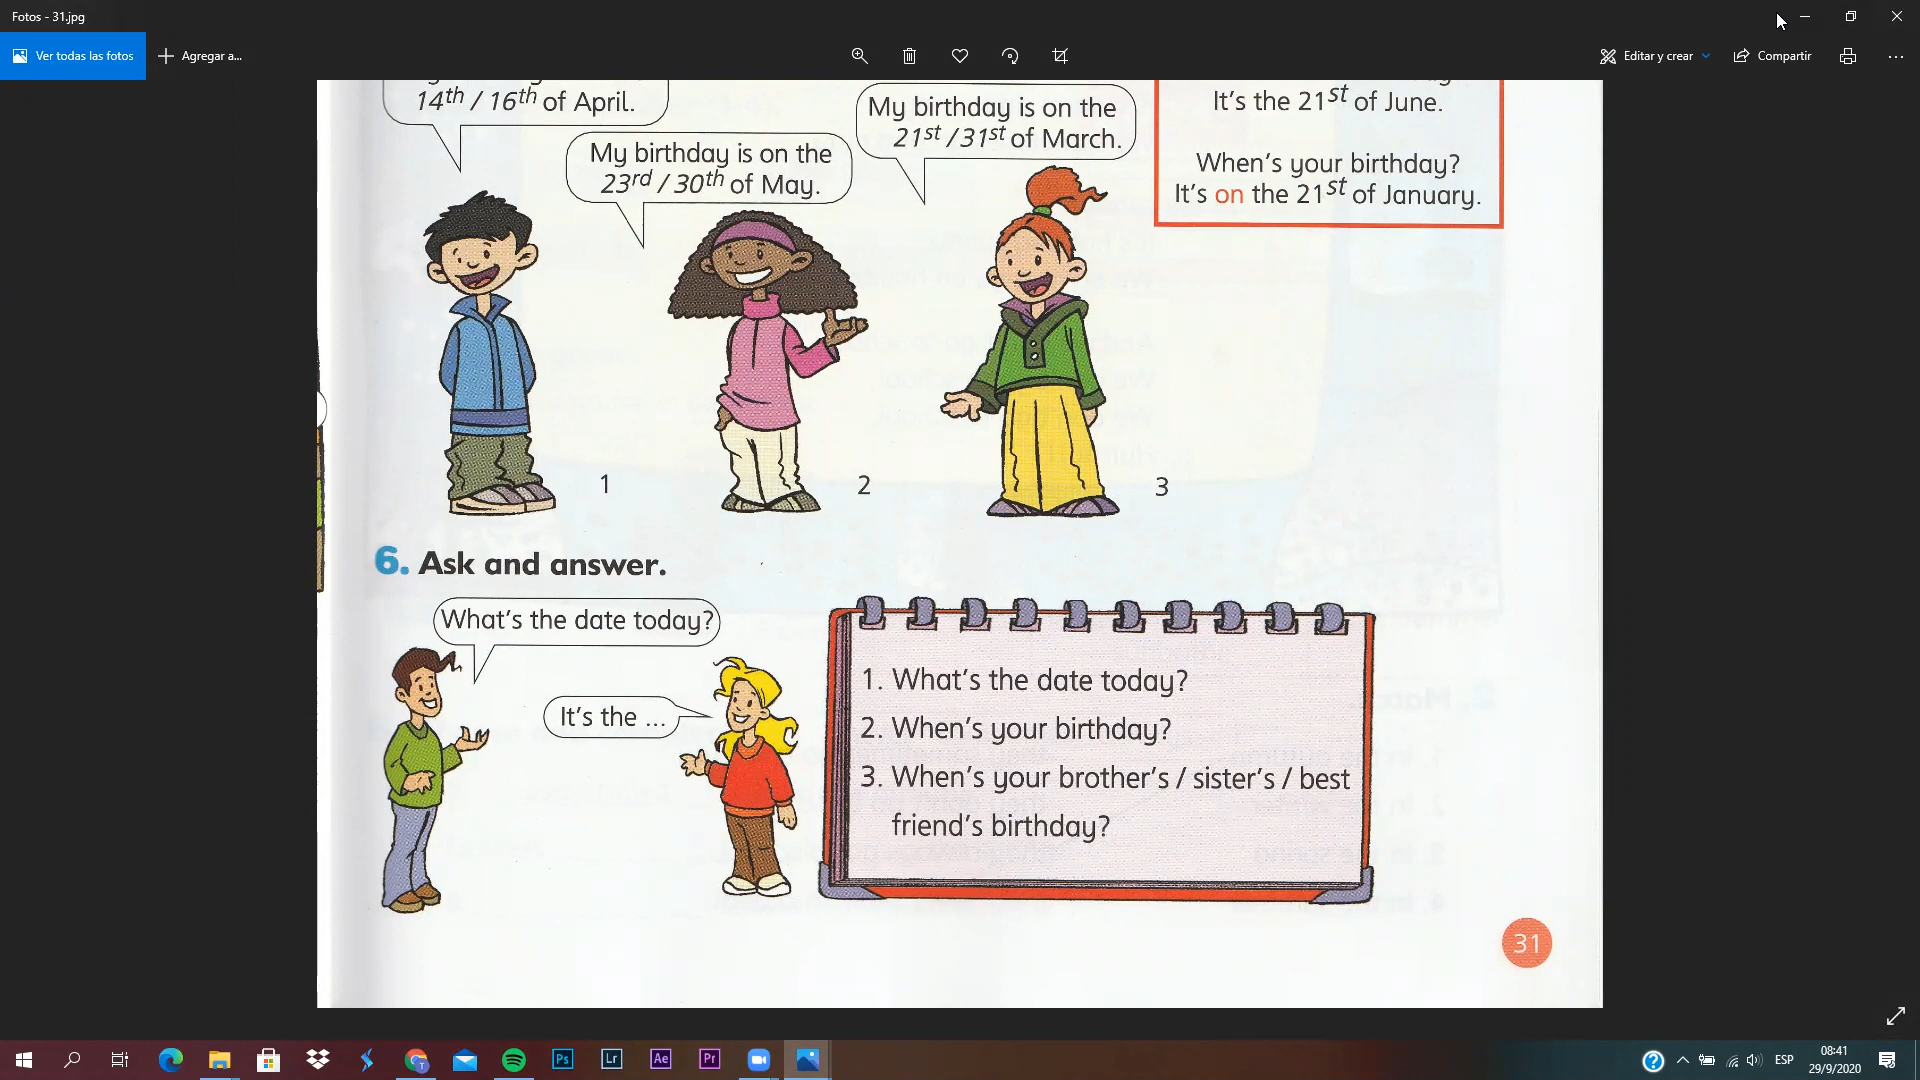 Fotos - 31.jpg
Ver todas las fotos
Agregar a...
Editar y crear
Compartir
14th / 16th of April.
My birthday is on the
23rd / 30th of May.
My birthday is on the
21st / 31st of March.
It's the 21st of June.
When's your birthday?
It's on the 21st of January.
1
2
3
6. Ask and answer.
What's the date today?
It's the ...
1. What's the date today?
2. When's your birthday?
3. When's your brother's / sister's / best
friend's birthday?
31
Ps
Lr
Ae
Pr
T
ESP
08:41
29/9/2020